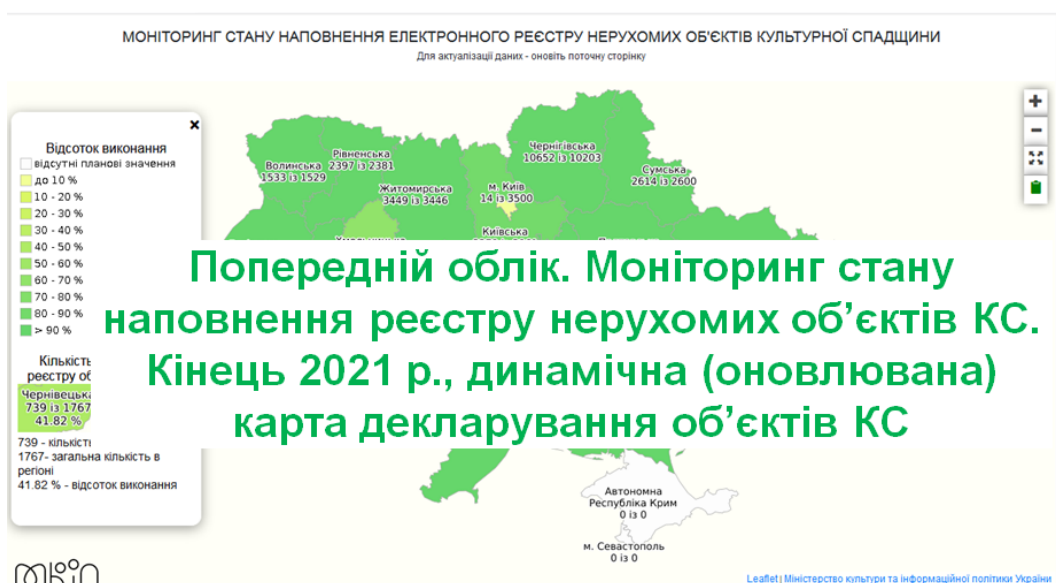 МОНІТОРИНГ СТАНУ НАПОВНЕННЯ ЕЛЕКТРОННОГО РЕЄСТРУ НЕРУХОМИХ ОБ'ЄКТІВ КУЛЬТУРНОЇ СПАДЩИНИ
Для актуалізації даних - оновіть поточну сторінку
Відсоток виконання
відсутні планові значення
до 10 %
10 - 20 %
20 - 30 %
30 - 40 %
40 - 50 %
50 - 60 %
60 - 70 %
70 - 80 %
80 - 90 %
> 90 %
Кількість
реєстру об
Чернівецька
739 із 1767
41.82 %
739 - кількість
1767- загальна кількість в
регіоні
41.82 % - відсоток виконання
Волинська
1533 із 1529
Рівненська
2397 із 2381
Житомирська
3449 із 3446
м. Київ
14 із 3500
Київська
Чернігівська
10652 із 10203
Сумська
2614 із 2600
Попередній облік. Моніторинг стану
наповнення реєстру нерухомих об’єктів КС.
Кінець 2021 р., динамічна (оновлювана)
карта декларування об’єктів КС
Автономна
Республіка Крим
0 із 0
м. Севастополь
0 із 0
+
−
мкіп
Leaflet | Міністерство культури та інформаційної політики України